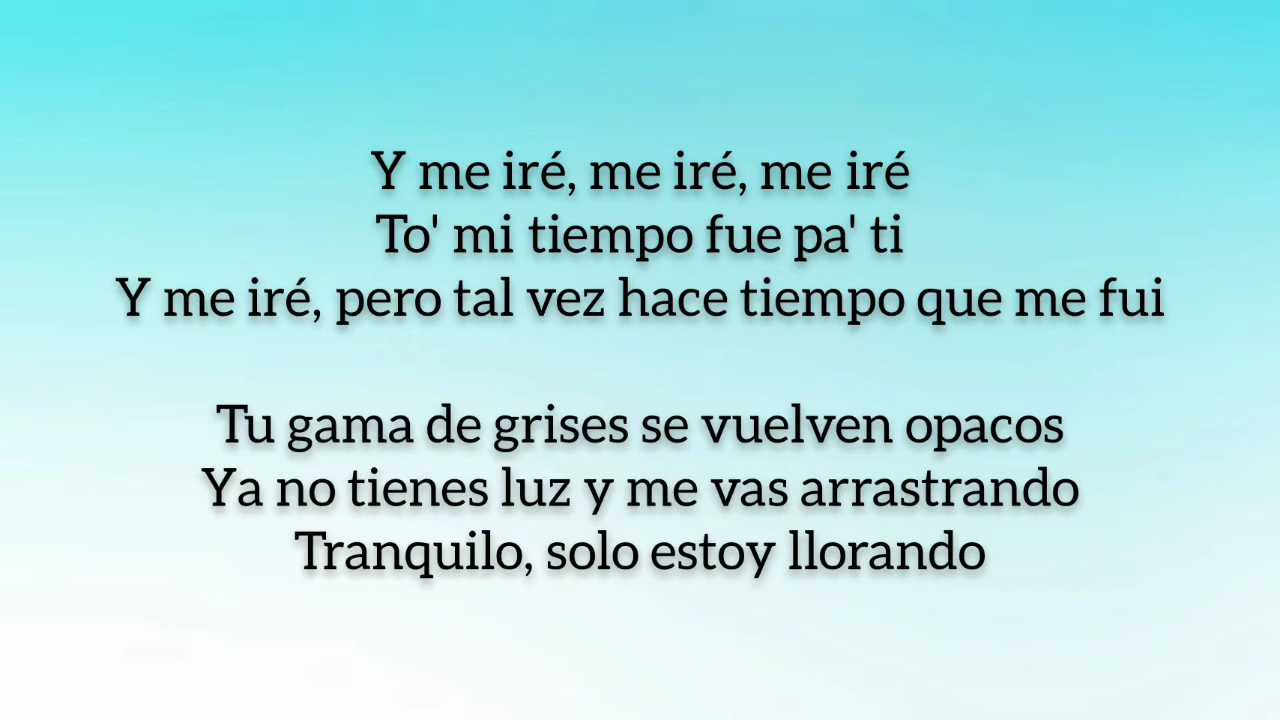 Y me iré, me iré, me iré
To' mi tiempo fue pa' ti
Y me iré, pero tal vez hace tiempo que me fui
Tu gama de grises se vuelven opacos
Ya no tienes luz y me vas arrastrando
Tranquilo, solo estoy llorando